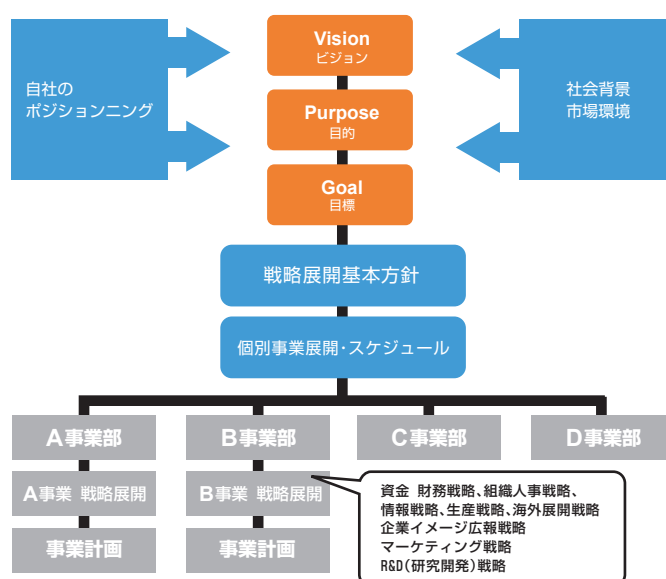 Vision
ビジョン
自社の
ポジションニング
社会背景
市場環境
Purpose
目的
Goal
目標
戦略展開基本方針
個別事業展開･スケジュール
A事業部
B事業部
C事業部
D事業部
A事業 戦略展開
B事業 戦略展開
資金 財務戦略、組織人事戦略、
情報戦略、生産戦略、海外展開戦略
企業イメージ広報戦略
マーケティング戦略
R&D(研究開発)戦略
事業計画
事業計画